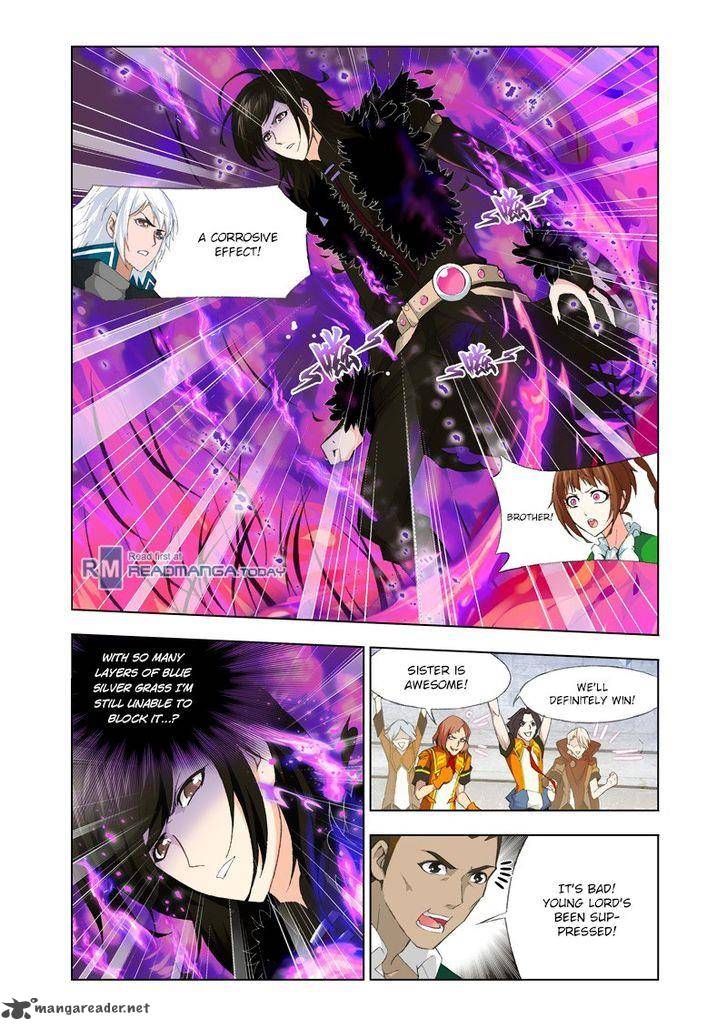 A CORROSIVE
EFFECT!
BROTHER!
RM Read first at
READMANGA.TODAY
WITH SO MANY
LAYERS OF BLUE
SILVER GRASS I'M
STILL UNABLE TO
BLOCK IT...?
SISTER IS
AWESOME!
WE'LL
DEFINITELY WIN!
IT'S BAD!
YOUNG LORD'S
BEEN SUP-
PRESSED!
mangareader.net